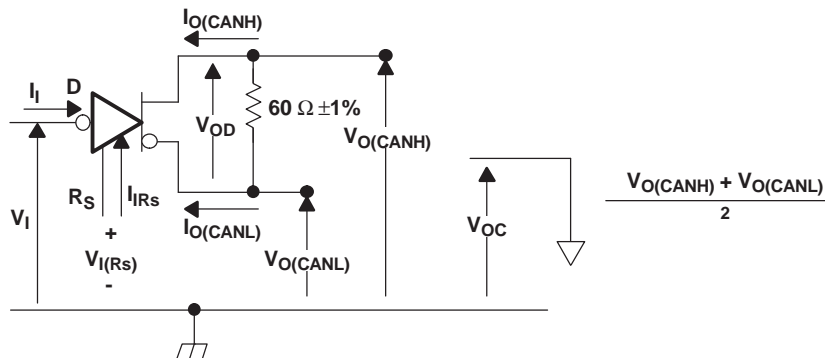 I_O(CANH)
I_I
D
60 Ω ±1%
V_OD
V_O(CANH)
R_S
I_IRs
I_O(CANL)
V_I
+
V_I(Rs)
-
V_O(CANL)
V_OC
V_O(CANH) + V_O(CANL)
2